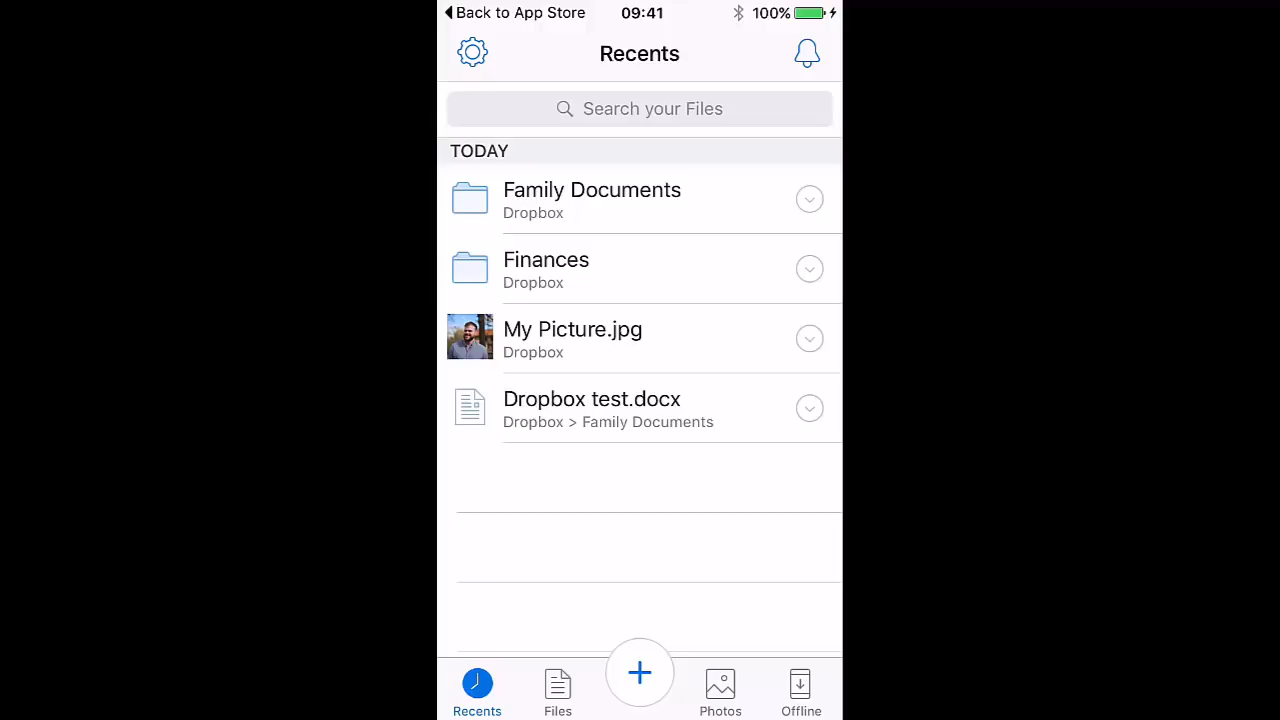 Back to App Store 09:41 100%
Recents
Search your Files
TODAY
Family Documents
Dropbox
Finances
Dropbox
My Picture.jpg
Dropbox
Dropbox test.docx
Dropbox > Family Documents
Recents Files + Photos Offline